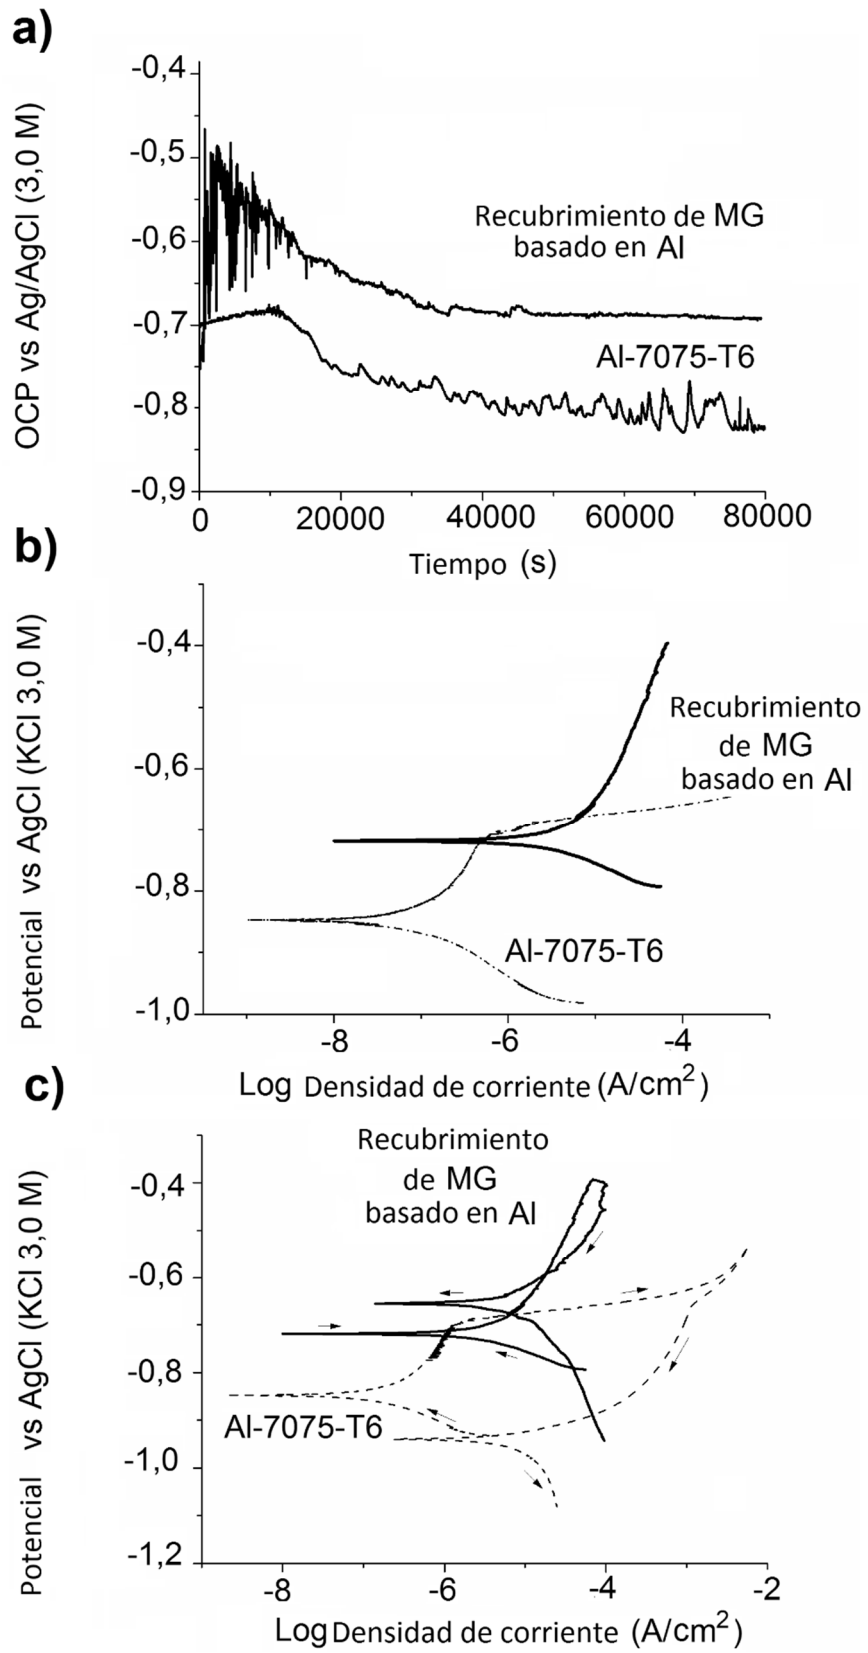 a)
OCP vs Ag/AgCl (3,0 M)
-0,4
-0,5
-0,6
-0,7
-0,8
-0,9
Recubrimiento de MG
basado en Al
Al-7075-T6
0 20000 40000 60000 80000
Tiempo (s)
b)
Potencial vs AgCl (KCl 3,0 M)
-0,4
-0,6
-0,8
-1,0
Recubrimiento
de MG
basado en Al
Al-7075-T6
-8 -6 -4
Log Densidad de corriente (A/cm²)
c)
Potencial vs AgCl (KCl 3,0 M)
-0,4
-0,6
-0,8
-1,0
-1,2
Recubrimiento
de MG
basado en Al
Al-7075-T6
-8 -6 -4 -2
Log Densidad de corriente (A/cm²)